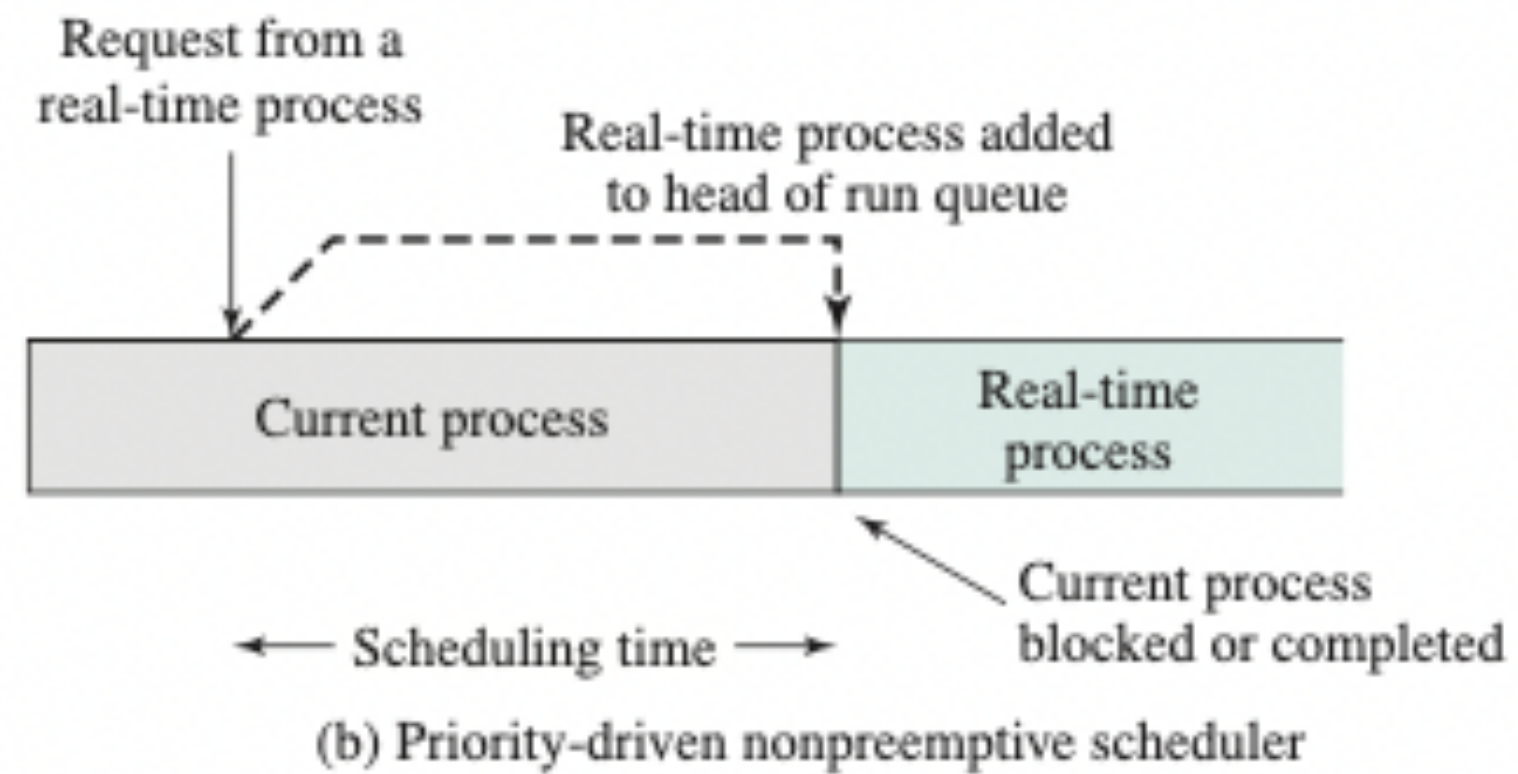 Request from a
real-time process
Real-time process added
to head of run queue
Current process
Real-time
process
Current process
blocked or completed
Scheduling time
(b) Priority-driven nonpreemptive scheduler